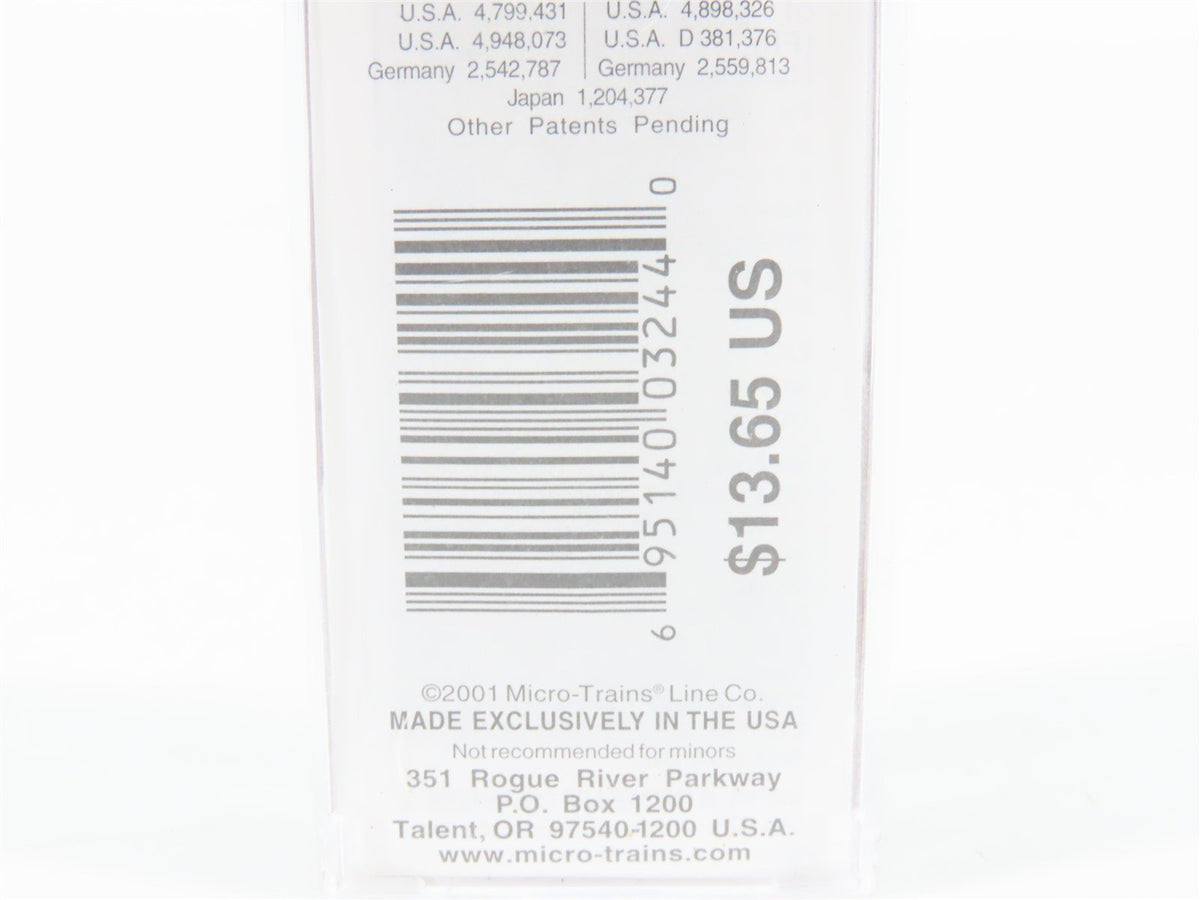 U.S.A. 4,799,431 | U.S.A. 4,898,326
U.S.A. 4,948,073 | U.S.A. D 381,376
Germany 2,542,787 | Germany 2,559,813
Japan 1,204,377
Other Patents Pending
6 95140 03244 0
$13.65 US
©2001 Micro-Trains® Line Co.
MADE EXCLUSIVELY IN THE USA
Not recommended for minors
351 Rogue River Parkway
P.O. Box 1200
Talent, OR 97540-1200 U.S.A.
www.micro-trains.com